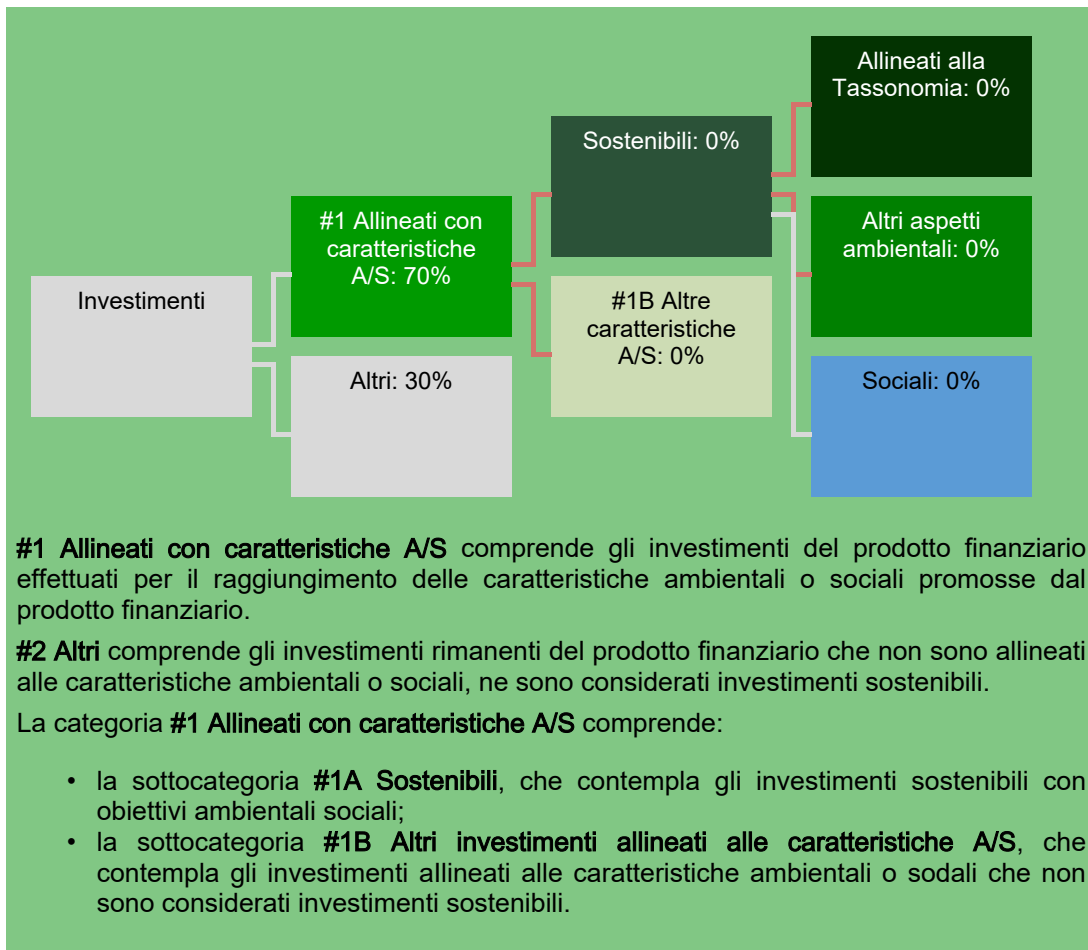 Allineati alla
Tassonomia: 0%
Sostenibili: 0%
#1 Allineati con
caratteristiche
A/S: 70%
Altri aspetti
ambientali: 0%
Investimenti
#1B Altre
caratteristiche
A/S: 0%
Altri: 30%
Sociali: 0%
#1 Allineati con caratteristiche A/S comprende gli investimenti del prodotto finanziario
effettuati per il raggiungimento delle caratteristiche ambientali o sociali promosse dal
prodotto finanziario.
#2 Altri comprende gli investimenti rimanenti del prodotto finanziario che non sono allineati
alle caratteristiche ambientali o sociali, ne sono considerati investimenti sostenibili.
La categoria #1 Allineati con caratteristiche A/S comprende:
• la sottocategoria #1A Sostenibili, che contempla gli investimenti sostenibili con
obiettivi ambientali sociali;
• la sottocategoria #1B Altri investimenti allineati alle caratteristiche A/S, che
contempla gli investimenti allineati alle caratteristiche ambientali o sodali che non
sono considerati investimenti sostenibili.